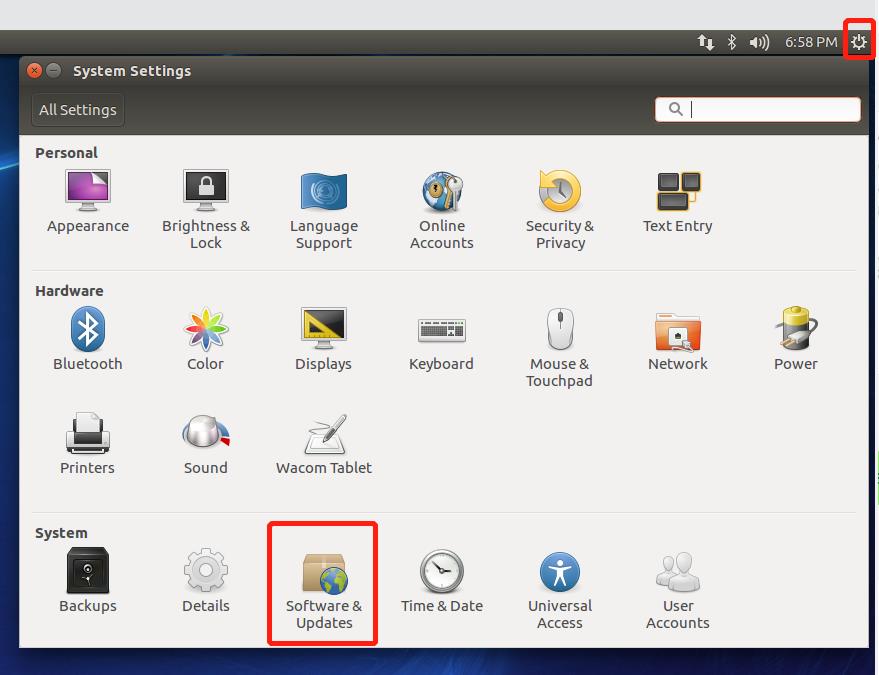 6:58 PM
System Settings
All Settings
Personal
Appearance
Brightness &
Lock
Language
Support
Online
Accounts
Security &
Privacy
Text Entry
Hardware
Bluetooth
Color
Displays
Keyboard
Mouse &
Touchpad
Network
Power
Printers
Sound
Wacom Tablet
System
Backups
Details
Software &
Updates
Time & Date
Universal
Access
User
Accounts